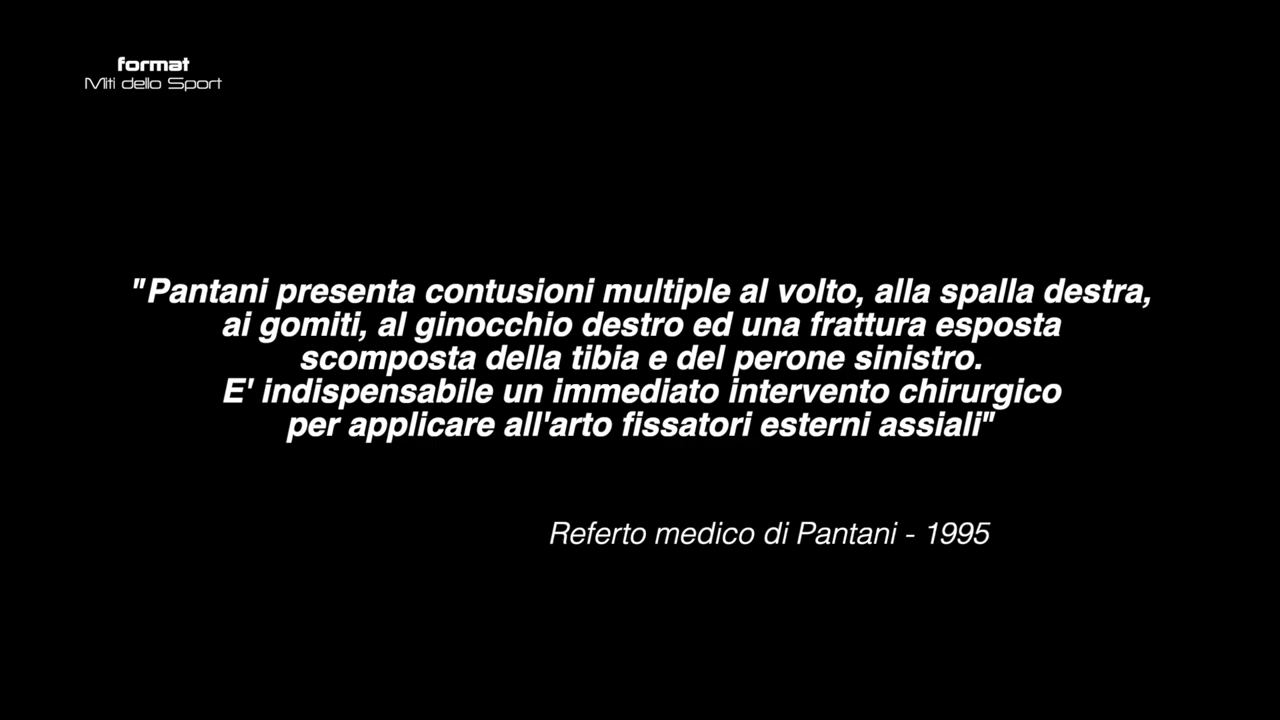 format
Miti dello Sport
"Pantani presenta contusioni multiple al volto, alla spalla destra,
ai gomiti, al ginocchio destro ed una frattura esposta
scomposta della tibia e del perone sinistro.
E' indispensabile un immediato intervento chirurgico
per applicare all'arto fissatori esterni assiali"
Referto medico di Pantani - 1995